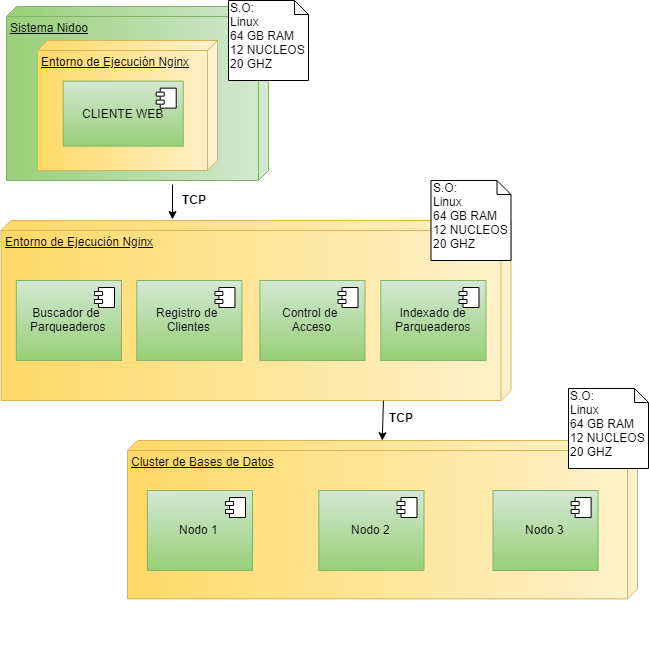 S.O:
Linux
64 GB RAM
12 NUCLEOS
20 GHZ
Sistema Nidoo
Entorno de Ejecución Nginx
CLIENTE WEB
TCP
S.O:
Linux
64 GB RAM
12 NUCLEOS
20 GHZ
Entorno de Ejecución Nginx
Buscador de
Parqueaderos
Registro de
Clientes
Control de
Acceso
Indexado de
Parqueaderos
TCP
S.O:
Linux
64 GB RAM
12 NUCLEOS
20 GHZ
Cluster de Bases de Datos
Nodo 1
Nodo 2
Nodo 3